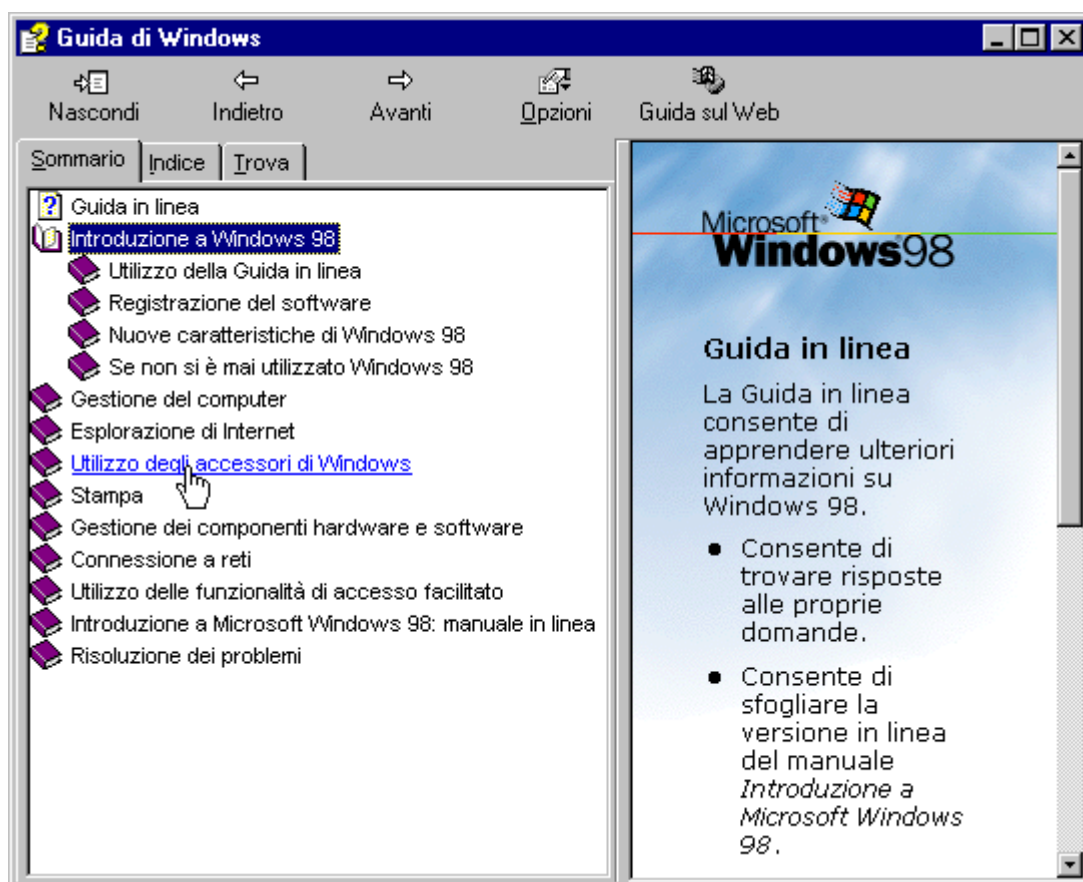 Guida di Windows
Nascondi Indietro Avanti Opzioni Guida sul Web
Sommario Indice Trova
Guida in linea
Introduzione a Windows 98
Utilizzo della Guida in linea
Registrazione del software
Nuove caratteristiche di Windows 98
Se non si è mai utilizzato Windows 98
Gestione del computer
Esplorazione di Internet
Utilizzo degli accessori di Windows
Stampa
Gestione dei componenti hardware e software
Connessione a reti
Utilizzo delle funzionalità di accesso facilitato
Introduzione a Microsoft Windows 98: manuale in linea
Risoluzione dei problemi
Microsoft®
Windows 98
Guida in linea
La Guida in linea
consente di
apprendere ulteriori
informazioni su
Windows 98.
• Consente di
trovare risposte
alle proprie
domande.
• Consente di
sfogliare la
versione in linea
del manuale
Introduzione a
Microsoft Windows
98.